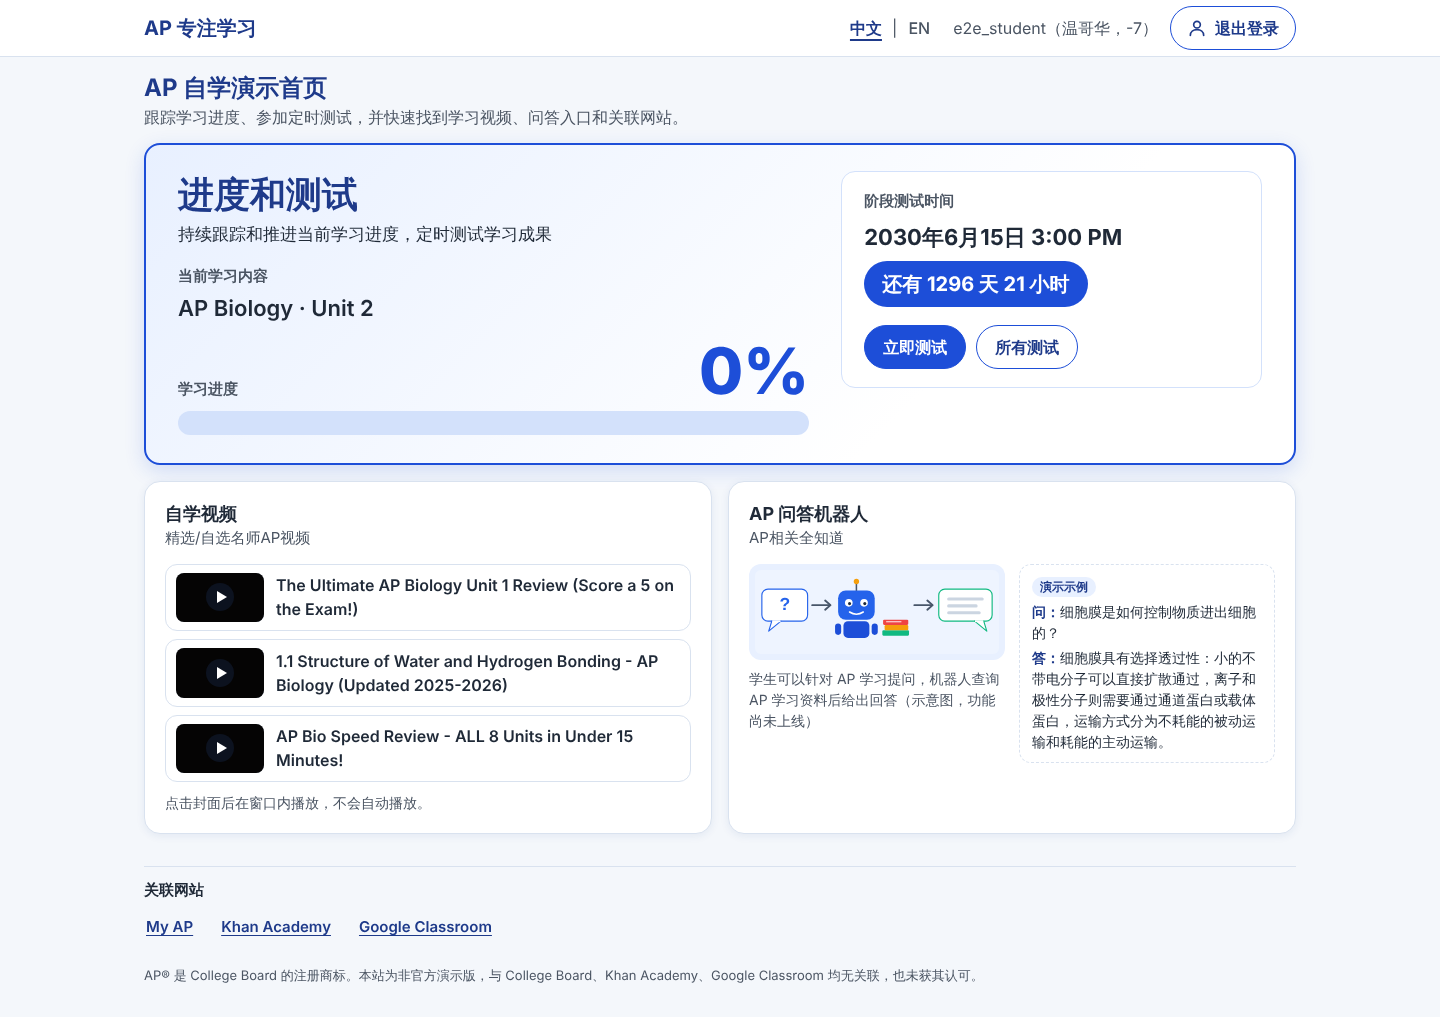 AP 专注学习
中文 | EN e2e_student（温哥华，-7） 退出登录
AP 自学演示首页
跟踪学习进度、参加定时测试，并快速找到学习视频、问答入口和关联网站。
进度和测试
持续跟踪和推进当前学习进度，定时测试学习成果
当前学习内容
AP Biology · Unit 2
学习进度
0%
阶段测试时间
2030年6月15日 3:00 PM
还有 1296 天 21 小时
立即测试 所有测试
自学视频
精选/自选名师AP视频
The Ultimate AP Biology Unit 1 Review (Score a 5 on
the Exam!)
1.1 Structure of Water and Hydrogen Bonding - AP
Biology (Updated 2025-2026)
AP Bio Speed Review - ALL 8 Units in Under 15
Minutes!
点击封面后在窗口内播放，不会自动播放。
AP 问答机器人
AP相关全知道
?
学生可以针对 AP 学习提问，机器人查询
AP 学习资料后给出回答（示意图，功能
尚未上线）
演示示例
问：细胞膜是如何控制物质进出细胞
的？
答：细胞膜具有选择透过性：小的不
带电分子可以直接扩散通过，离子和
极性分子则需要通过通道蛋白或载体
蛋白，运输方式分为不耗能的被动运
输和耗能的主动运输。
关联网站
My AP Khan Academy Google Classroom
AP® 是 College Board 的注册商标。本站为非官方演示版，与 College Board、Khan Academy、Google Classroom 均无关联，也未获其认可。